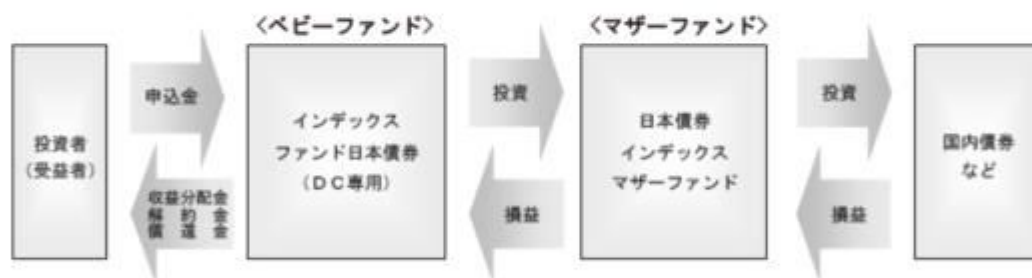 〈ベビーファンド〉
〈マザーファンド〉
投資者
（受益者）
申込金
収益分配金
解約金
償還金
インデックス
ファンド日本債券
（ＤＣ専用）
投資
損益
日本債券
インデックス
マザーファンド
投資
損益
国内債券
など